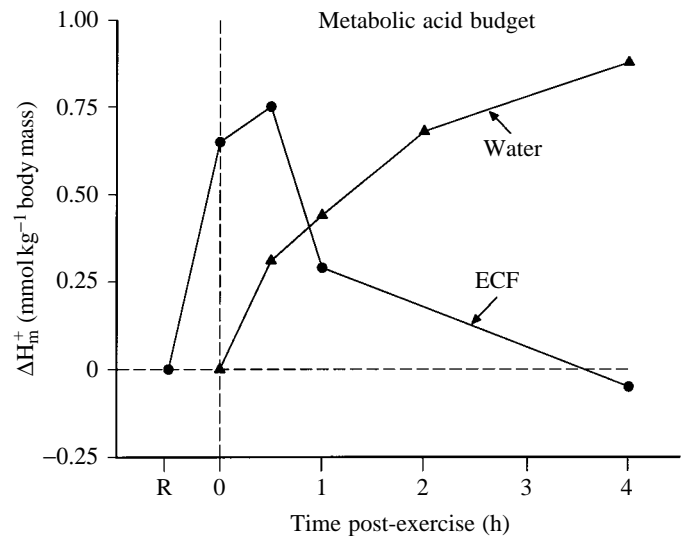 Metabolic acid budget
1.00
0.75
0.50
0.25
0
–0.25
ΔH⁺ₘ (mmol kg⁻¹ body mass)
Water
ECF
R 0 1 2 3 4
Time post-exercise (h)